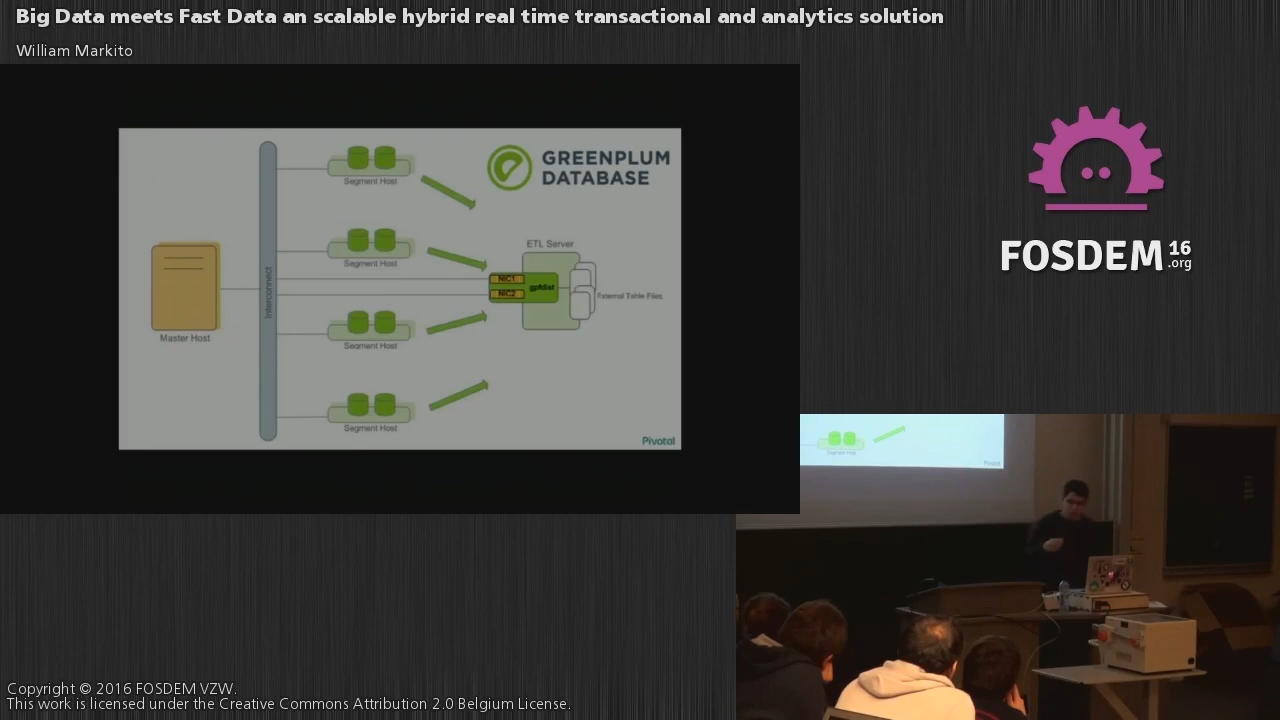 Big Data meets Fast Data an scalable hybrid real time transactional and analytics solution
William Markito
GREENPLUM
DATABASE
Segment Host
Segment Host
ETL Server
Interconnect
NIC1
gpfdist
NIC2
External Table Files
Master Host
Segment Host
Segment Host
Pivotal
FOSDEM 16
.org
Segment Host
Pivotal
Copyright © 2016 FOSDEM VZW.
This work is licensed under the Creative Commons Attribution 2.0 Belgium License.